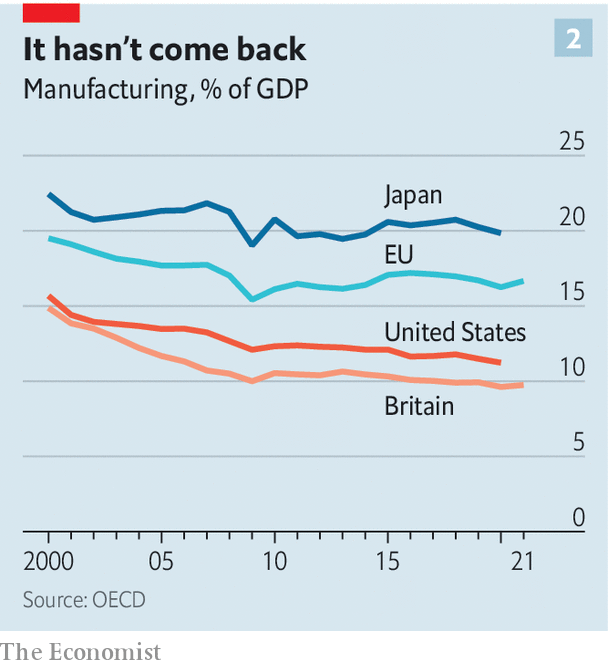 It hasn't come back
2
Manufacturing, % of GDP
25
Japan
20
EU
15
United States
10
Britain
5
0
2000 05 10 15 21
Source: OECD
The Economist